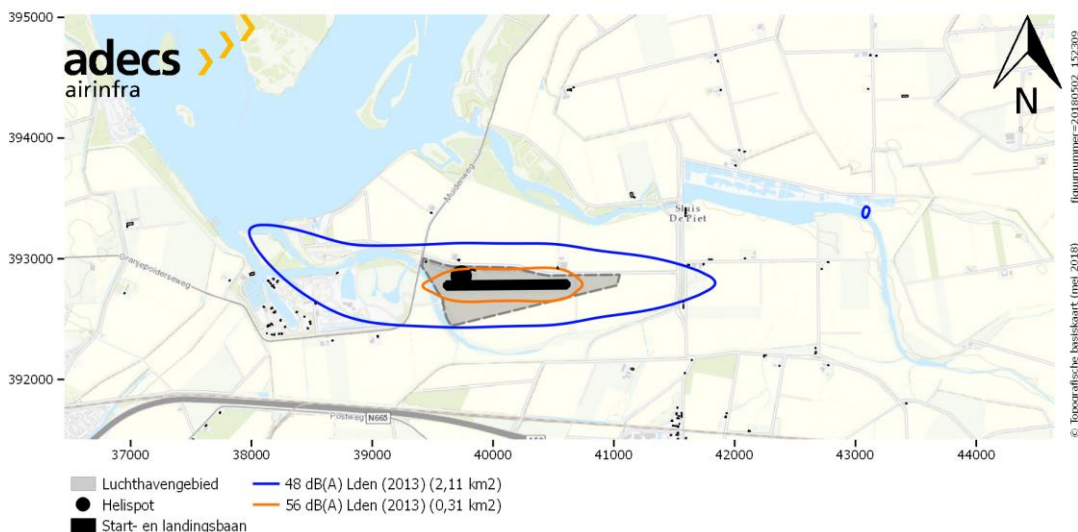 395000
394000
393000
392000
adecs
airinfra
N
Muidenweg
Oranjepolderseweg
Sluis
De Piet
Postweg
N665
37000
38000
39000
40000
41000
42000
43000
44000
Luchthavengebied
Helispot
Start- en landingsbaan
48 dB(A) Lden (2013) (2,11 km2)
56 dB(A) Lden (2013) (0,31 km2)
© Topografische basiskaart (mei 2018)
figuurnummer=20180502_152309